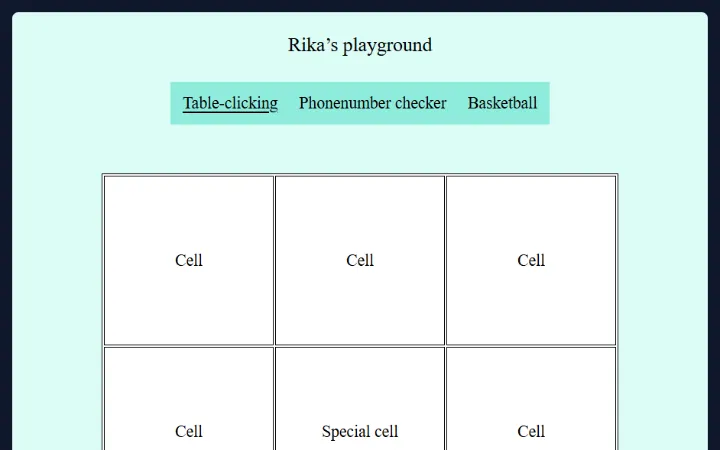 Rika’s playground
Table-clicking Phonenumber checker Basketball
Cell Cell Cell
Cell Special cell Cell